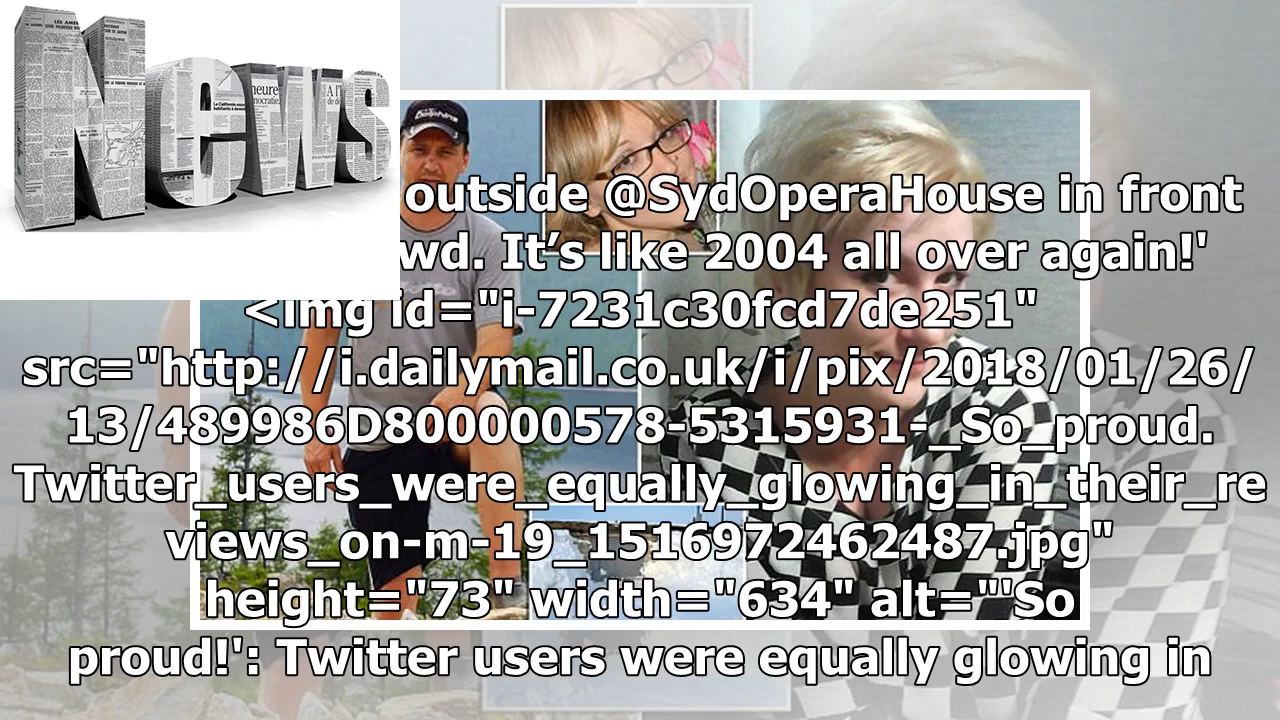 News
outside @SydOperaHouse in front
wd. It’s like 2004 all over again!'
<img id="i-7231c30fcd7de251"
src="http://i.dailymail.co.uk/i/pix/2018/01/26/
13/489986D800000578-5315931-_So_proud.
Twitter_users_were_equally_glowing_in_their_re
views_on-m-19_1516972462487.jpg"
height="73" width="634" alt="'So
proud!': Twitter users were equally glowing in